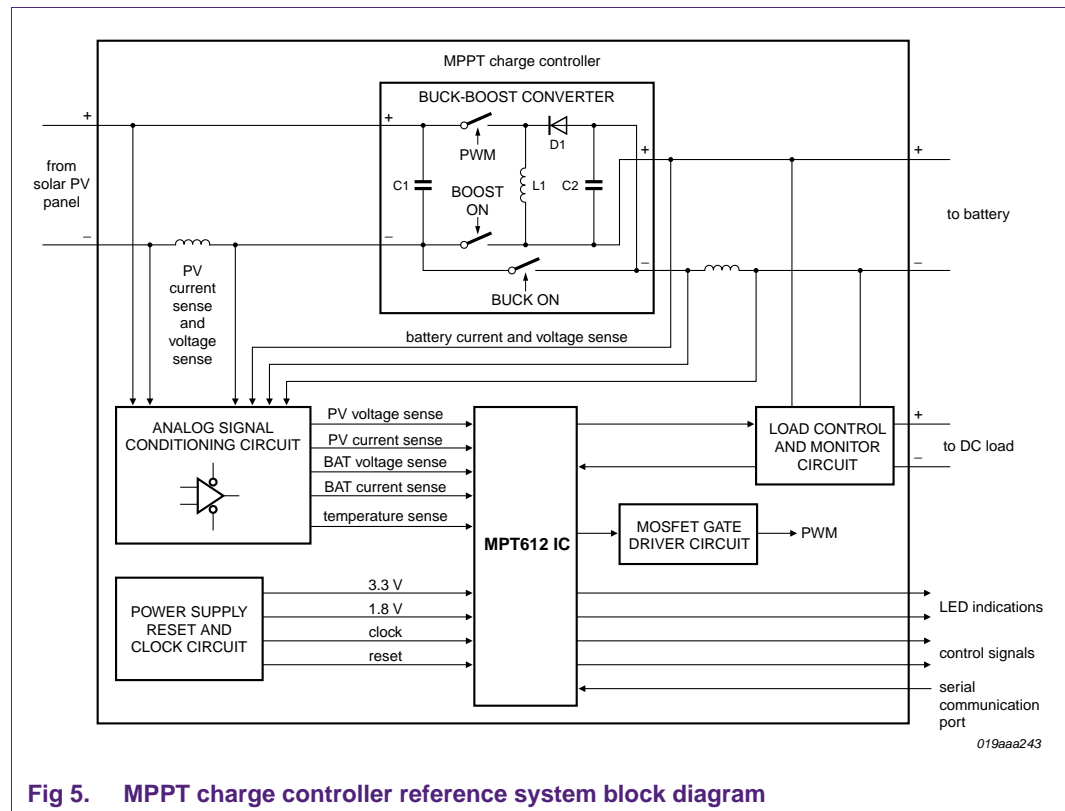 MPPT charge controller
BUCK-BOOST CONVERTER
+
+
PWM
D1
from
solar PV
panel
C1
L1
C2
BOOST
ON
+
+
to battery
−
−
PV
current
sense
and
voltage
sense
BUCK ON
−
−
battery current and voltage sense
ANALOG SIGNAL
CONDITIONING CIRCUIT
PV voltage sense
PV current sense
BAT voltage sense
BAT current sense
temperature sense
MPT612 IC
LOAD CONTROL
AND MONITOR
CIRCUIT
+
to DC load
−
MOSFET GATE
DRIVER CIRCUIT
PWM
POWER SUPPLY
RESET AND
CLOCK CIRCUIT
3.3 V
1.8 V
clock
reset
LED indications
control signals
serial
communication
port
019aaa243
Fig 5. MPPT charge controller reference system block diagram